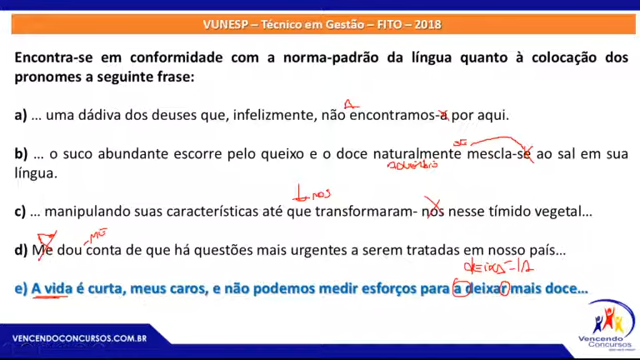 VUNESP – Técnico em Gestão – FITO – 2018
Encontra-se em conformidade com a norma-padrão da língua quanto à colocação dos
pronomes a seguinte frase:
A
a) ... uma dádiva dos deuses que, infelizmente, não encontramos-a por aqui.
SE
b) ... o suco abundante escorre pelo queixo e o doce naturalmente mescla-se ao sal em sua
ADVÉRBIO
língua.
NOS
c) ... manipulando suas características até que transformaram- nos nesse tímido vegetal...
-ME
d) Me dou conta de que há questões mais urgentes a serem tratadas em nosso país...
deixá-lA
e) A vida é curta, meus caros, e não podemos medir esforços para a deixar mais doce...
VENCENDOCONCURSOS.COM.BR
Vencendo
CONCURSOS